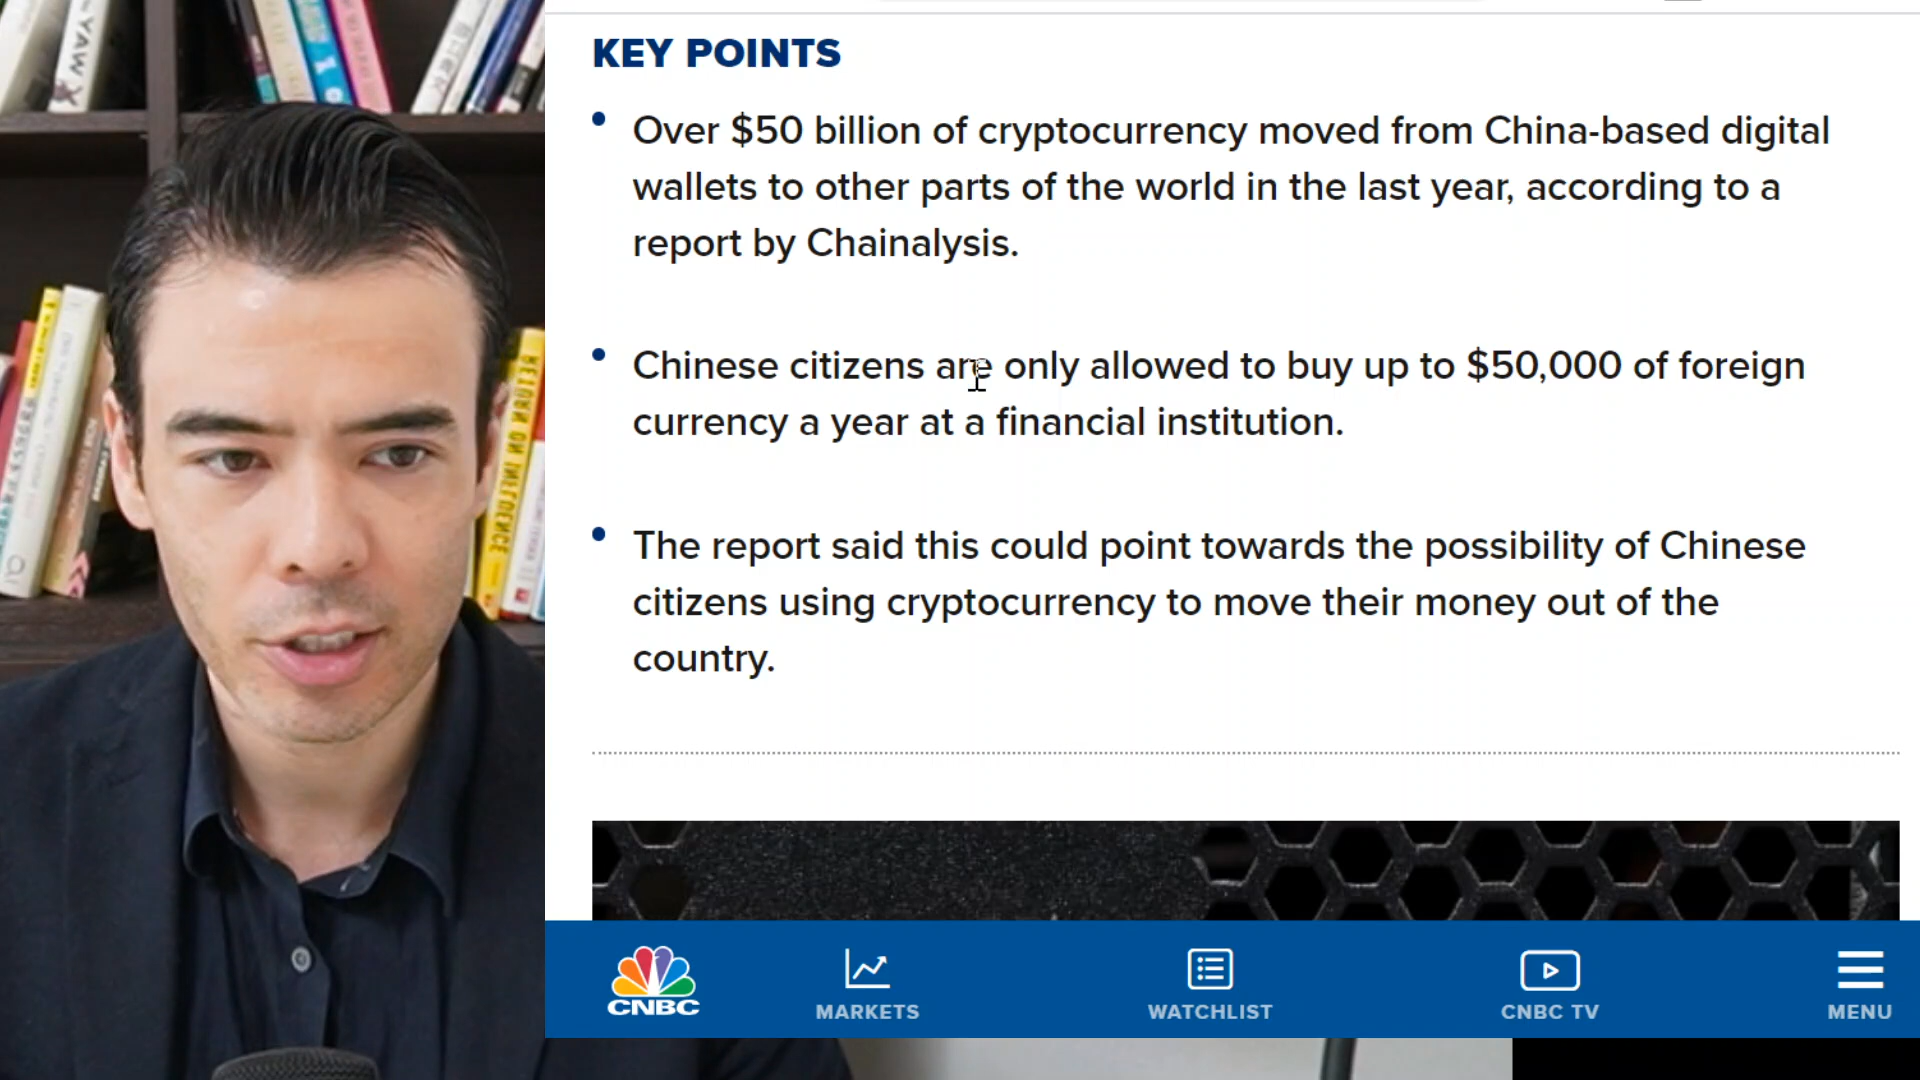 YAW
KEY POINTS
Over $50 billion of cryptocurrency moved from China-based digital
wallets to other parts of the world in the last year, according to a
report by Chainalysis.
Chinese citizens are only allowed to buy up to $50,000 of foreign
currency a year at a financial institution.
The report said this could point towards the possibility of Chinese
citizens using cryptocurrency to move their money out of the
country.
CNBC
MARKETS
WATCHLIST
CNBC TV
MENU